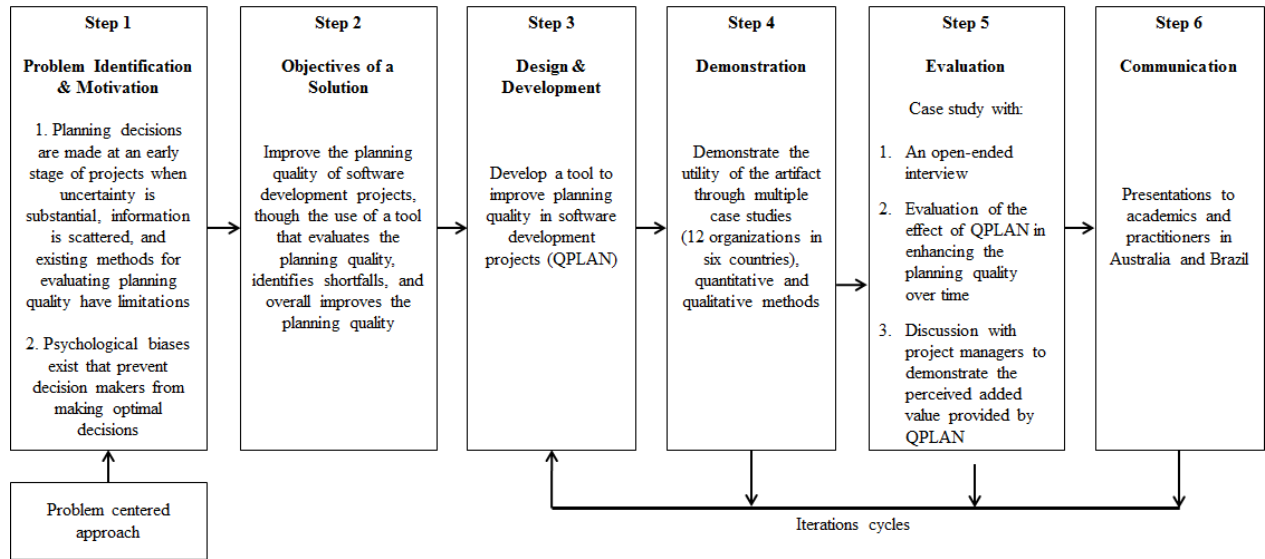 Step 1
Problem Identification
& Motivation
1. Planning decisions
are made at an early
stage of projects when
uncertainty is
substantial, information
is scattered, and
existing methods for
evaluating planning
quality have limitations
2. Psychological biases
exist that prevent
decision makers from
making optimal
decisions
Problem centered
approach
Step 2
Objectives of a
Solution
Improve the planning
quality of software
development projects,
though the use of a tool
that evaluates the
planning quality,
identifies shortfalls, and
overall improves the
planning quality
Step 3
Design &
Development
Develop a tool to
improve planning
quality in software
development
projects (QPLAN)
Step 4
Demonstration
Demonstrate the
utility of the artifact
through multiple
case studies
(12 organizations in
six countries),
quantitative and
qualitative methods
Step 5
Evaluation
Case study with:
1. An open-ended
interview
2. Evaluation of the
effect of QPLAN in
enhancing the
planning quality
over time
3. Discussion with
project managers to
demonstrate the
perceived added
value provided by
QPLAN
Step 6
Communication
Presentations to
academics and
practitioners in
Australia and Brazil
Iterations cycles